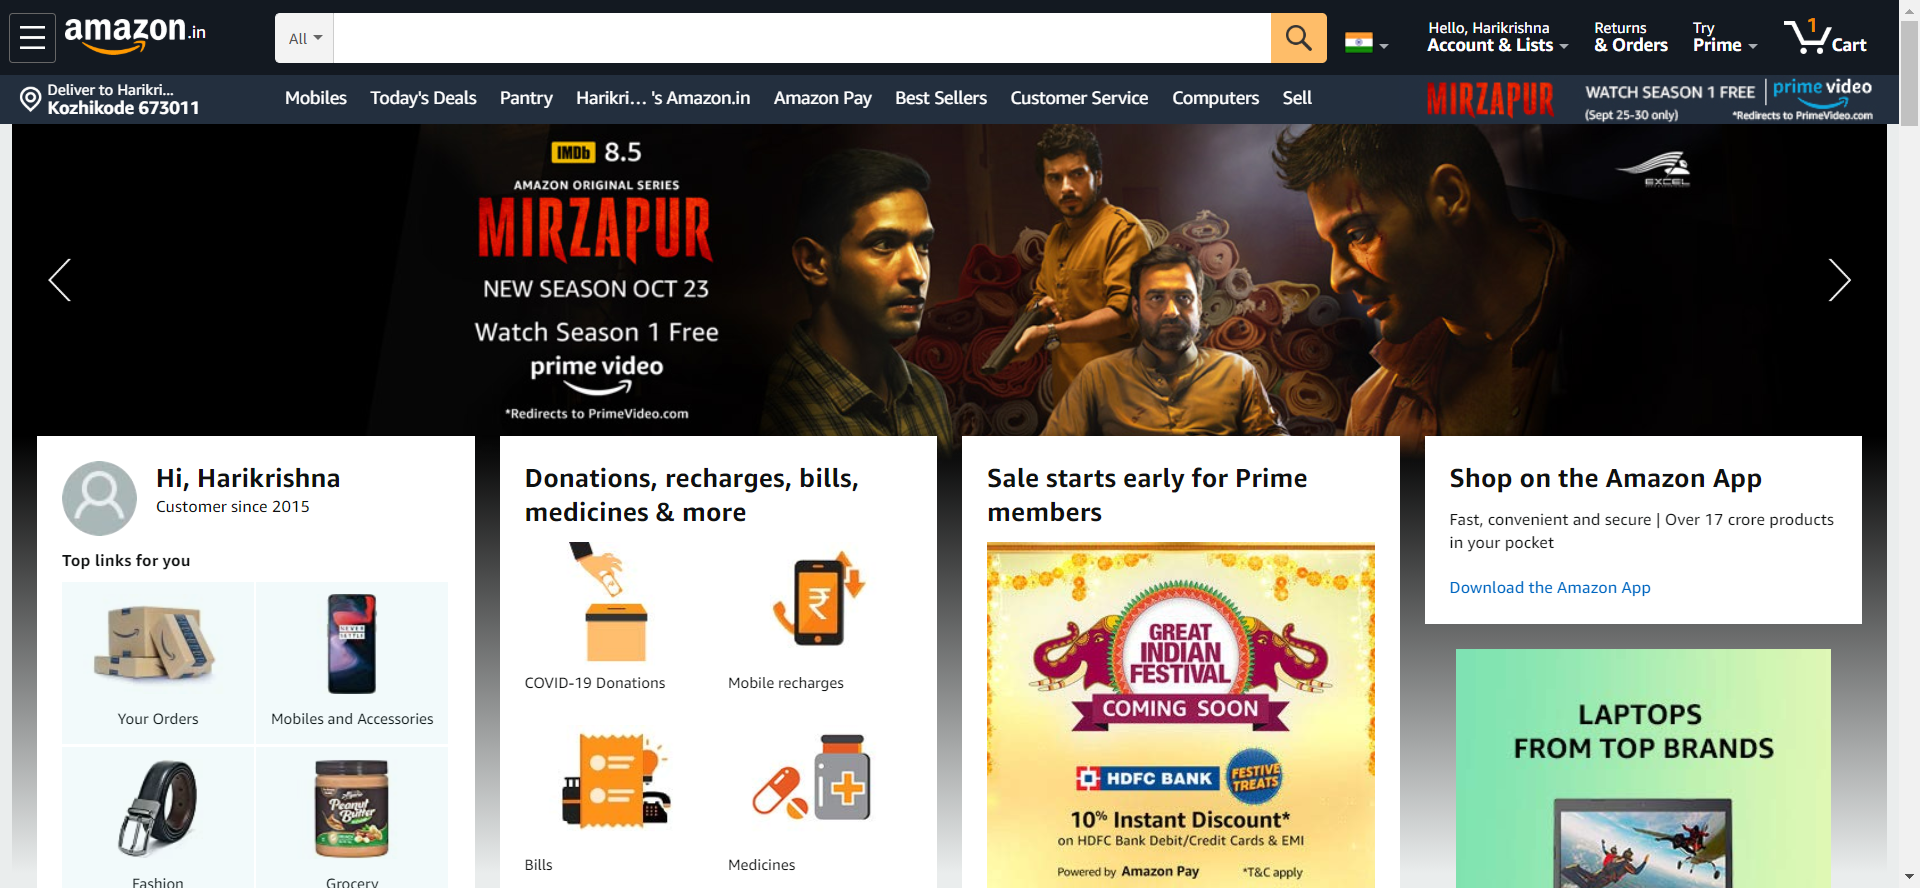 amazon.in
All
Hello, Harikrishna
Account & Lists
Returns
& Orders
Try
Prime
1
Cart
Deliver to Harikri...
Kozhikode 673011
Mobiles
Today's Deals
Pantry
Harikri... 's Amazon.in
Amazon Pay
Best Sellers
Customer Service
Computers
Sell
MIRZAPUR
WATCH SEASON 1 FREE
(Sept 25-30 only)
prime video
*Redirects to PrimeVideo.com
IMDb 8.5
AMAZON ORIGINAL SERIES
MIRZAPUR
NEW SEASON OCT 23
Watch Season 1 Free
prime video
*Redirects to PrimeVideo.com
EXCEL
Hi, Harikrishna
Customer since 2015
Top links for you
NEVER
SETTLE
Your Orders
Mobiles and Accessories
Peanut
Butter
Fashion
Grocery
Donations, recharges, bills,
medicines & more
COVID-19 Donations
Mobile recharges
Bills
Medicines
Sale starts early for Prime
members
GREAT
INDIAN
FESTIVAL
COMING SOON
HDFC BANK
FESTIVE
TREATS
10% Instant Discount*
on HDFC Bank Debit/Credit Cards & EMI
Powered by Amazon Pay
*T&C apply
Shop on the Amazon App
Fast, convenient and secure | Over 17 crore products
in your pocket
Download the Amazon App
LAPTOPS
FROM TOP BRANDS